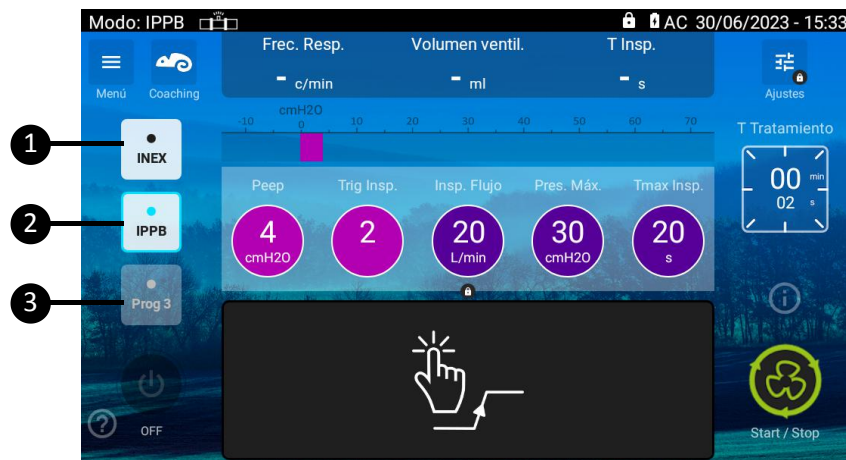 Modo: IPPB
AC 30/06/2023 - 15:33
Menú
Coaching
Frec. Resp.
- c/min
Volumen ventil.
- ml
T Insp.
- s
Ajustes
cmH2O
-10 0 10 20 30 40 50 60 70
1
INEX
2
IPPB
3
Prog 3
OFF
?
Peep
4
cmH2O
Trig Insp.
2
Insp. Flujo
20
L/min
Pres. Máx.
30
cmH2O
Tmax Insp.
20
s
T Tratamiento
00 min
02 s
i
Start / Stop